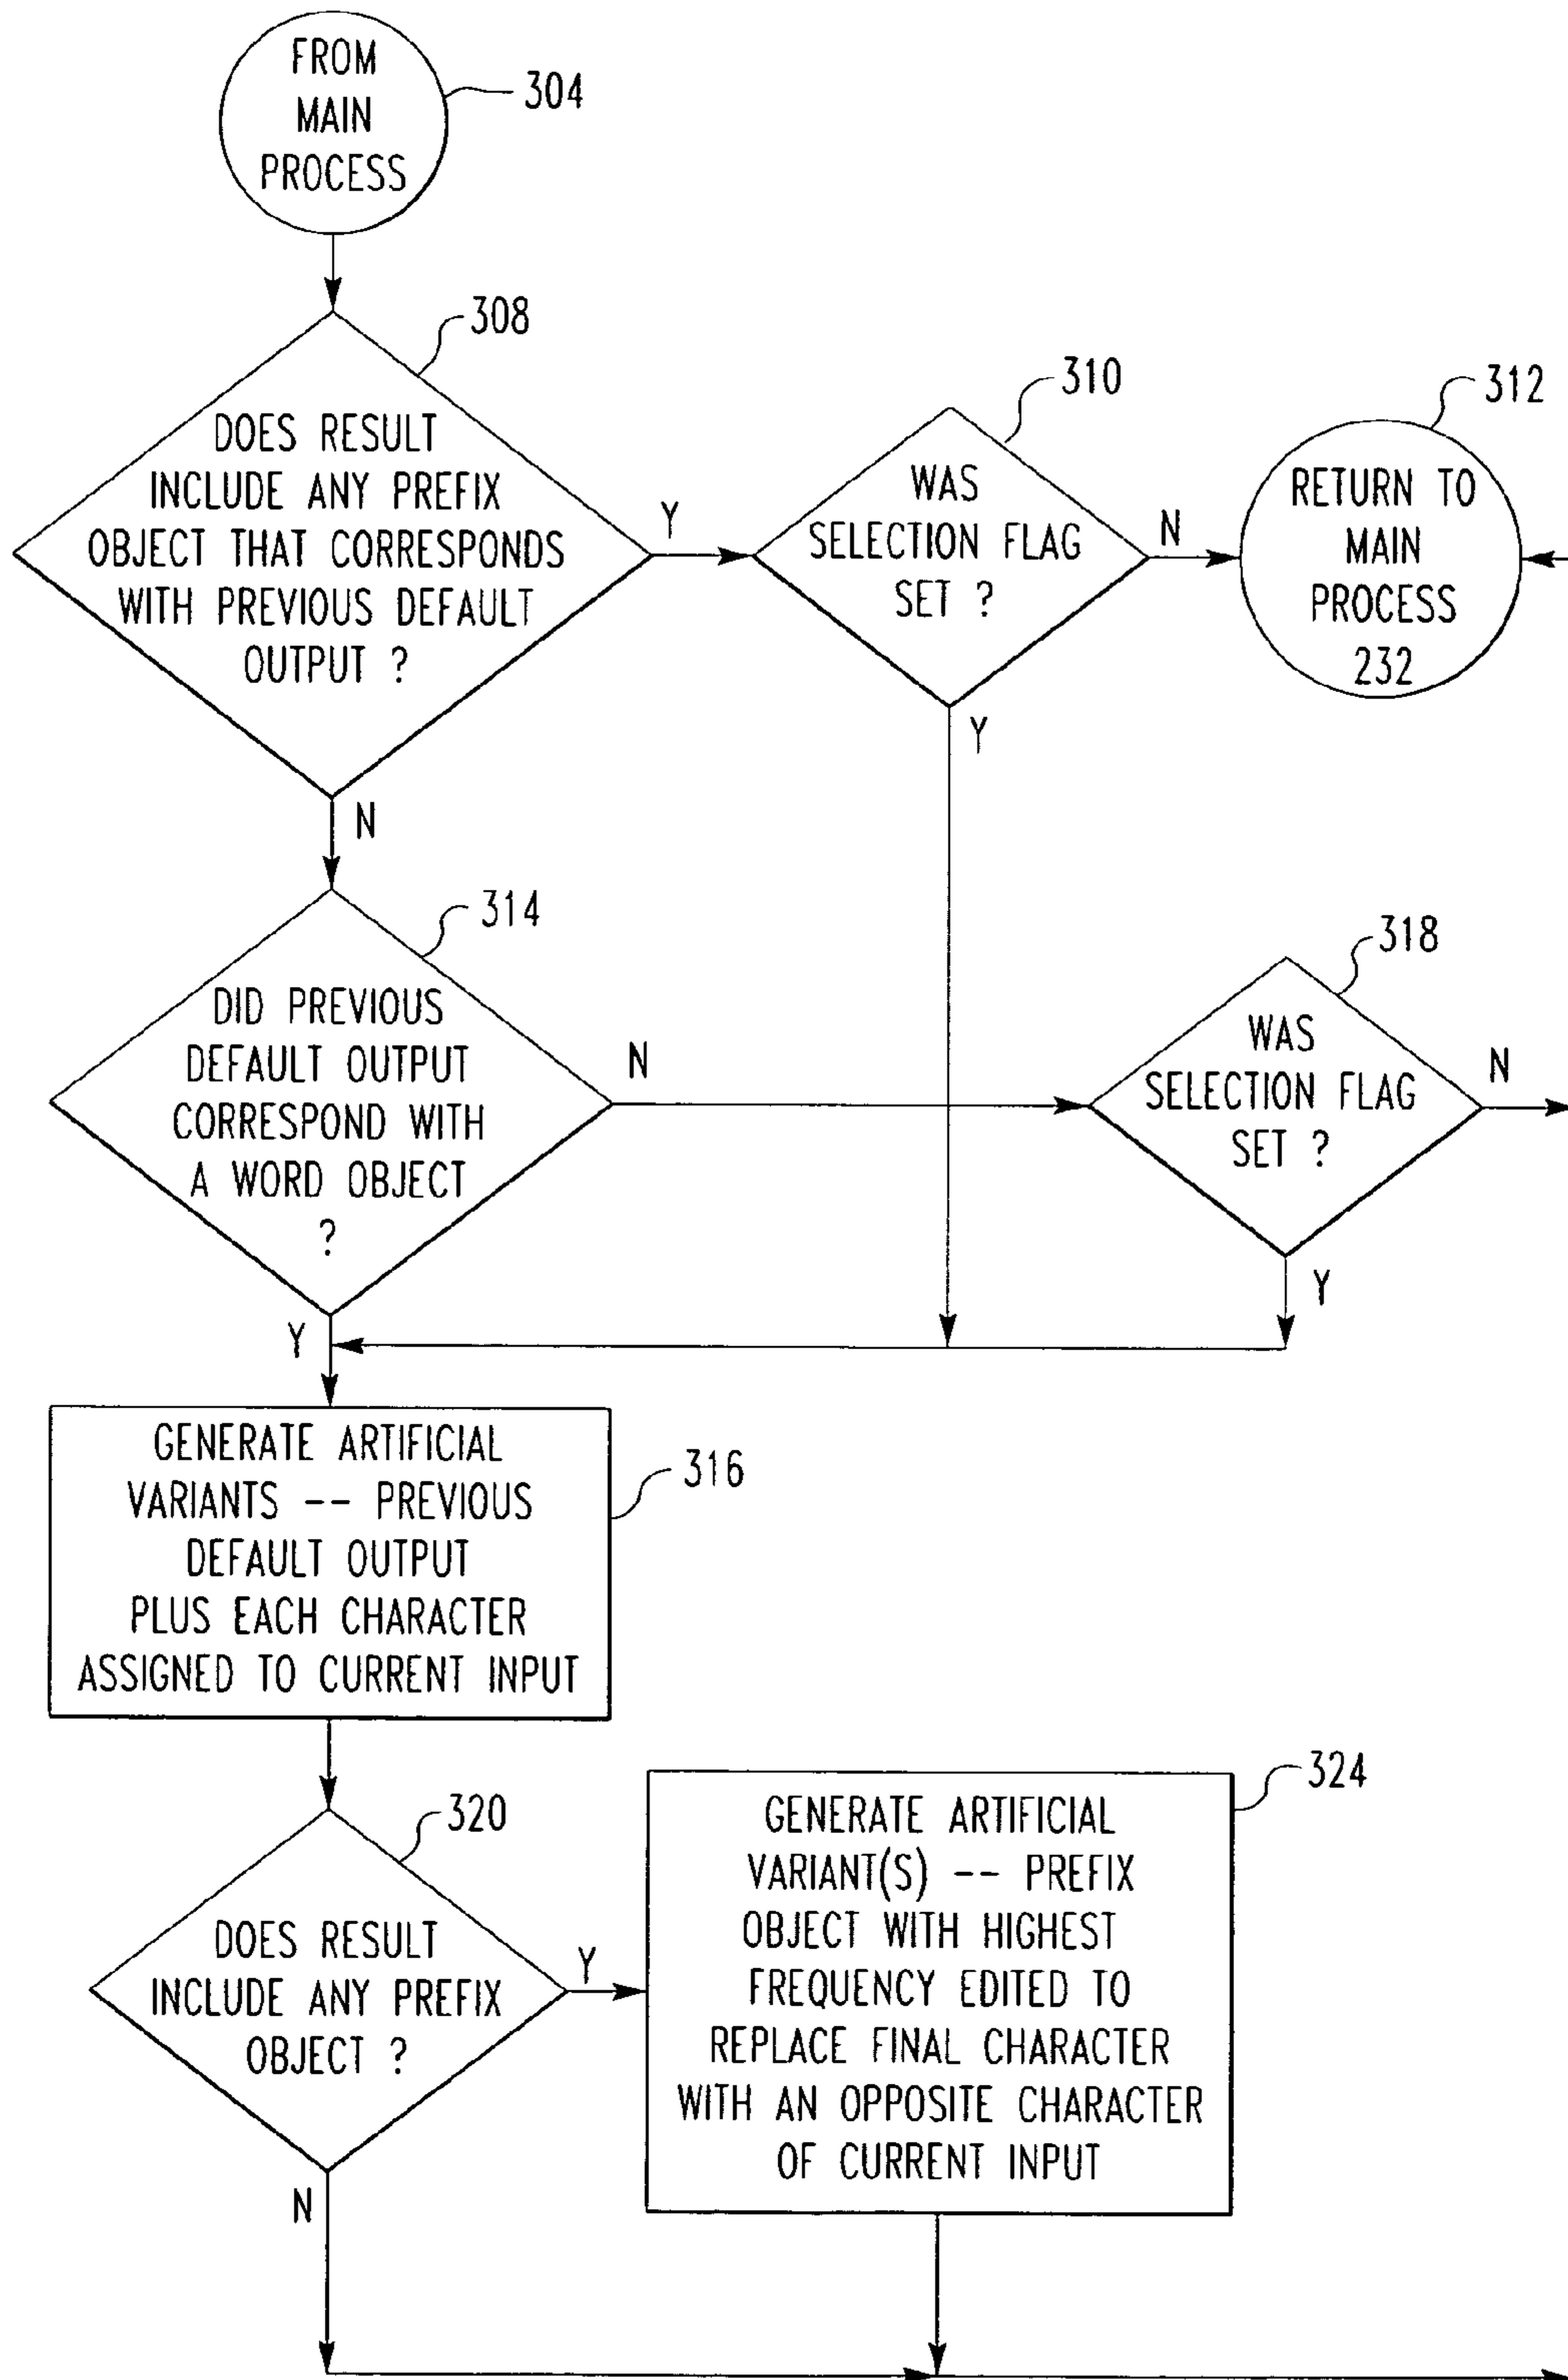 FROM
MAIN
PROCESS
304
308
DOES RESULT
INCLUDE ANY PREFIX
OBJECT THAT CORRESPONDS
WITH PREVIOUS DEFAULT
OUTPUT ?
Y
N
310
WAS
SELECTION FLAG
SET ?
N
Y
312
RETURN TO
MAIN
PROCESS
232
314
DID PREVIOUS
DEFAULT OUTPUT
CORRESPOND WITH
A WORD OBJECT
?
N
Y
318
WAS
SELECTION FLAG
SET ?
N
Y
GENERATE ARTIFICIAL
VARIANTS -- PREVIOUS
DEFAULT OUTPUT
PLUS EACH CHARACTER
ASSIGNED TO CURRENT INPUT
316
320
DOES RESULT
INCLUDE ANY PREFIX
OBJECT ?
Y
N
324
GENERATE ARTIFICIAL
VARIANT(S) -- PREFIX
OBJECT WITH HIGHEST
FREQUENCY EDITED TO
REPLACE FINAL CHARACTER
WITH AN OPPOSITE CHARACTER
OF CURRENT INPUT